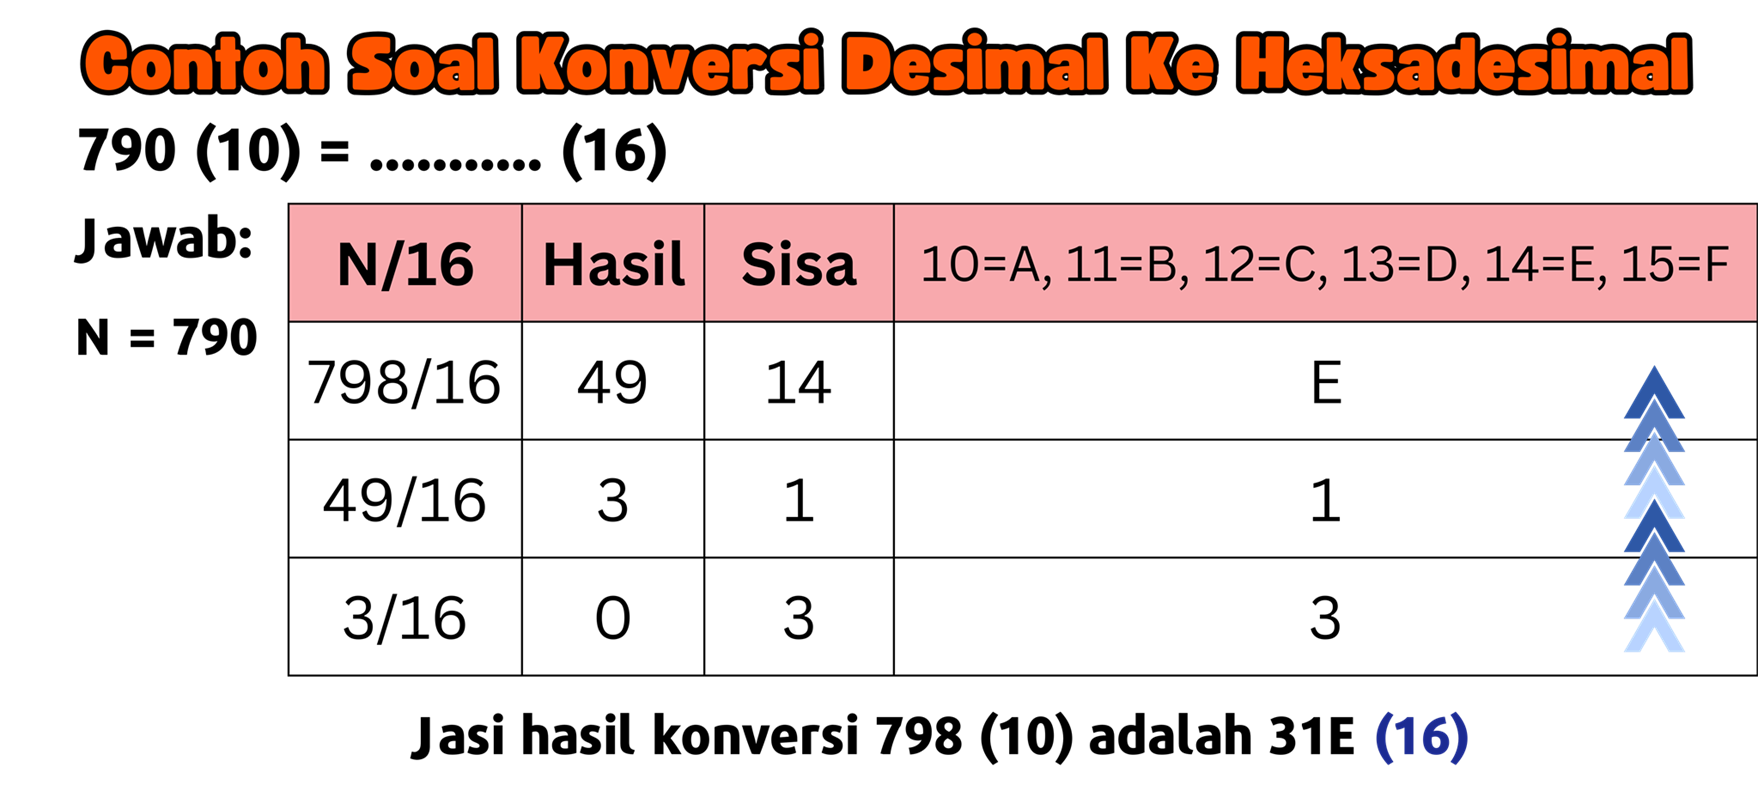 Contoh Soal Konversi Desimal Ke Heksadesimal
790 (10) = ........... (16)
Jawab:
N = 790
N/16 Hasil Sisa 10=A, 11=B, 12=C, 13=D, 14=E, 15=F
798/16 49 14 E
49/16 3 1 1
3/16 0 3 3
Jasi hasil konversi 798 (10) adalah 31E (16)